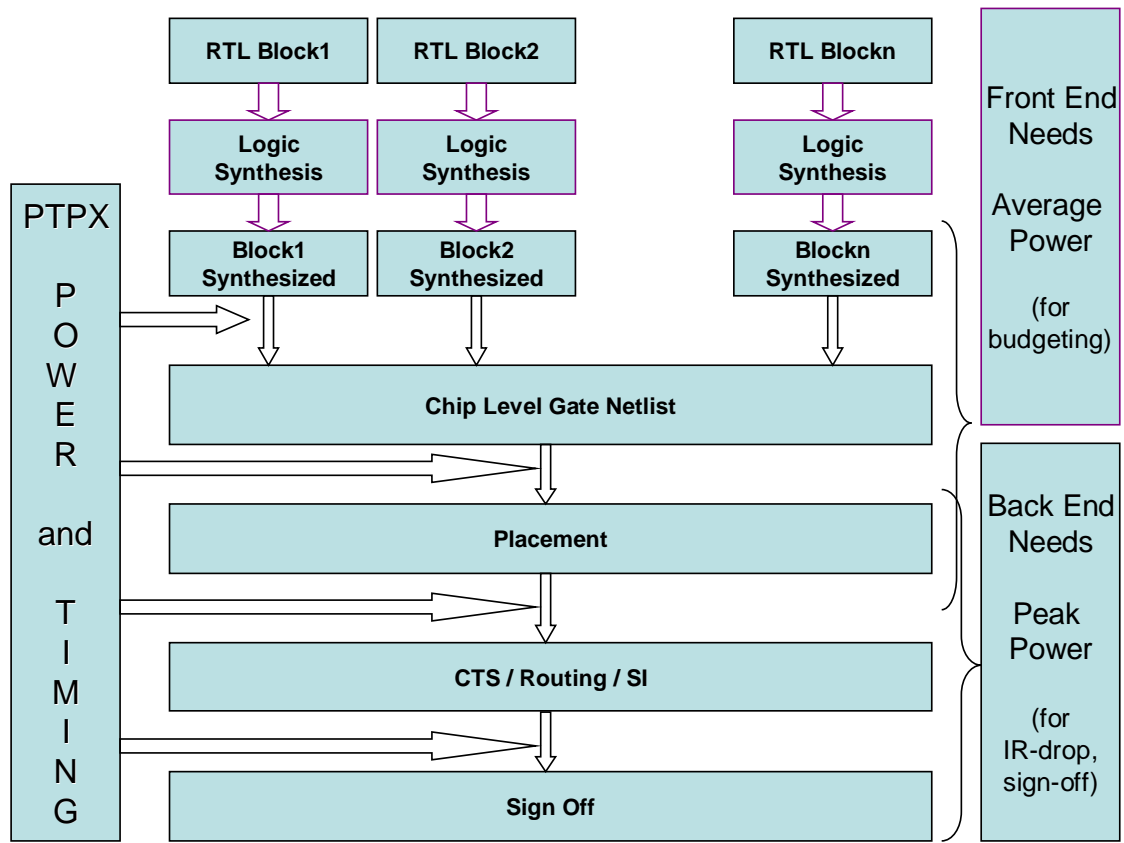 RTL Block1
RTL Block2
RTL Blockn
Logic
Synthesis
Logic
Synthesis
Logic
Synthesis
Block1
Synthesized
Block2
Synthesized
Blockn
Synthesized
Chip Level Gate Netlist
Placement
CTS / Routing / SI
Sign Off
PTPX
P
O
W
E
R
and
T
I
M
I
N
G
Front End
Needs
Average
Power
(for
budgeting)
Back End
Needs
Peak
Power
(for
IR-drop,
sign-off)